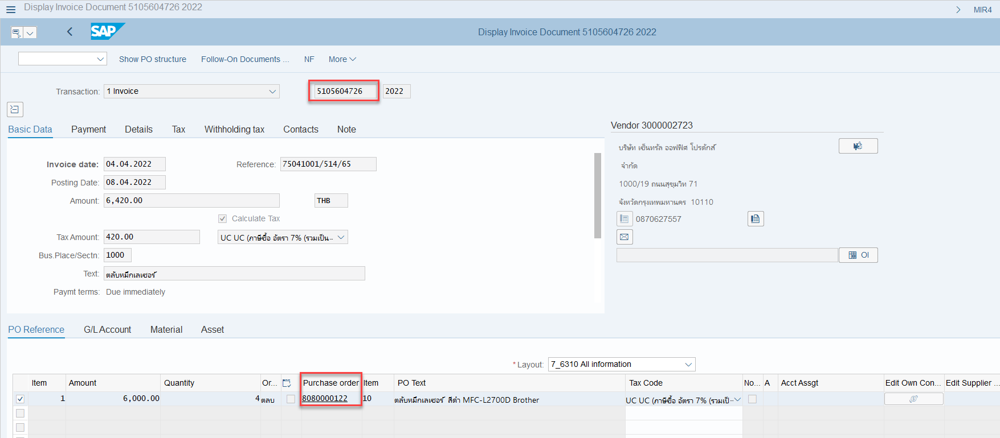 Display Invoice Document 5105604726 2022
MIR4
SAP
Display Invoice Document 5105604726 2022
Show PO structure Follow-On Documents ... NF More
Transaction: 1 Invoice 5105604726 2022
Basic Data Payment Details Tax Withholding tax Contacts Note
Vendor 3000002723
บริษัท เซ็นทรัล ออฟฟิศ โปรดักส์
จำกัด
1000/19 ถนนสุขุมวิท 71
จังหวัดกรุงเทพมหานคร 10110
0870627557
OI
Invoice date: 04.04.2022 Reference: 75041001/514/65
Posting Date: 08.04.2022
Amount: 6,420.00 THB
Calculate Tax
Tax Amount: 420.00 UC UC (ภาษีซื้อ อัตรา 7% (รวมเป็น...
Bus.Place/Sectn: 1000
Text: ตลับหมึกเลเซอร์
Paymt terms: Due immediately
PO Reference G/L Account Material Asset
* Layout: 7_6310 All information
Item Amount Quantity Or... Purchase order Item PO Text Tax Code No... A Acct Assgt Edit Own Con... Edit Supplier ...
1 6,000.00 4 ตลบ 8080000122 10 ตลับหมึกเลเซอร์ สีดำ MFC-L2700D Brother UC UC (ภาษีซื้อ อัตรา 7% (รวมเป็...